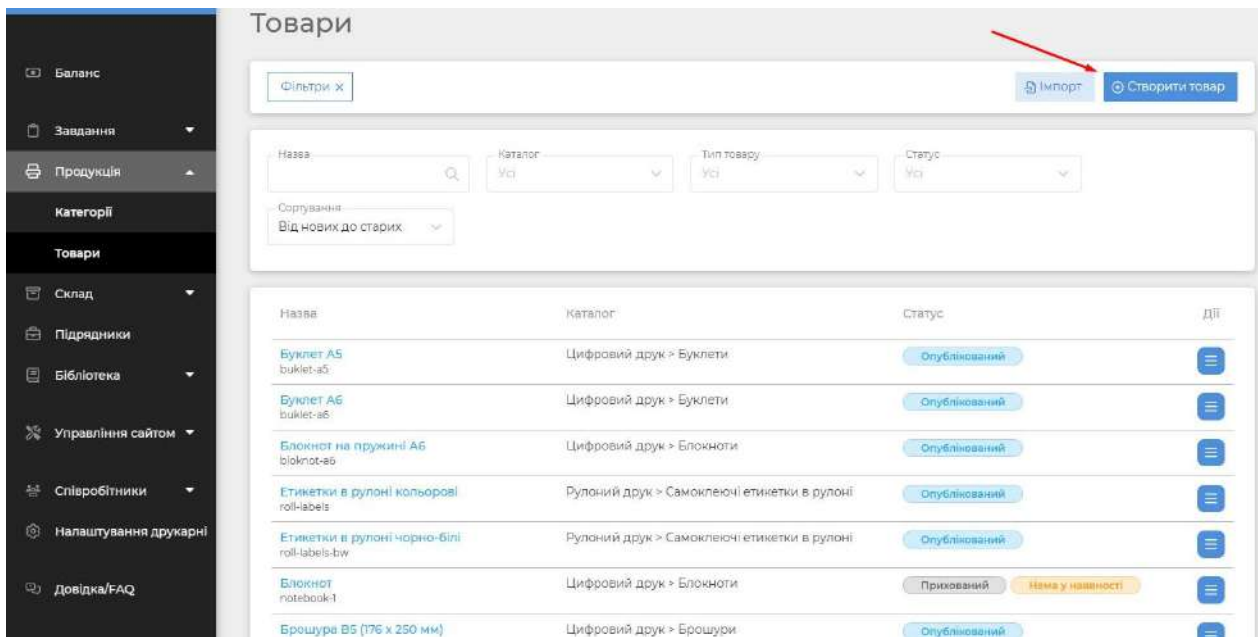 Товари
Баланс
Завдання
Продукція
Категорії
Товари
Склад
Підрядники
Бібліотека
Управління сайтом
Співробітники
Налаштування друкарні
Довідка/FAQ
Фільтри x
Імпорт
Створити товар
Назва
Каталог
Усі
Тип товару
Усі
Статус
Усі
Сортування
Від нових до старих
Назва Каталог Статус Дії
Буклет А5 Цифровий друк > Буклети Опублікований
buklet-a5
Буклет А6 Цифровий друк > Буклети Опублікований
buklet-a6
Блокнот на пружині А6 Цифровий друк > Блокноти Опублікований
bloknot-a6
Етикетки в рулоні кольорові Рулоний друк > Самоклеючі етикетки в рулоні Опублікований
roll-labels
Етикетки в рулоні чорно-білі Рулоний друк > Самоклеючі етикетки в рулоні Опублікований
roll-labels-bw
Блокнот Цифровий друк > Блокноти Прихований Нема у наявності
notebook-1
Брошура В5 (176 x 250 мм) Цифровий друк > Брошури Опублікований